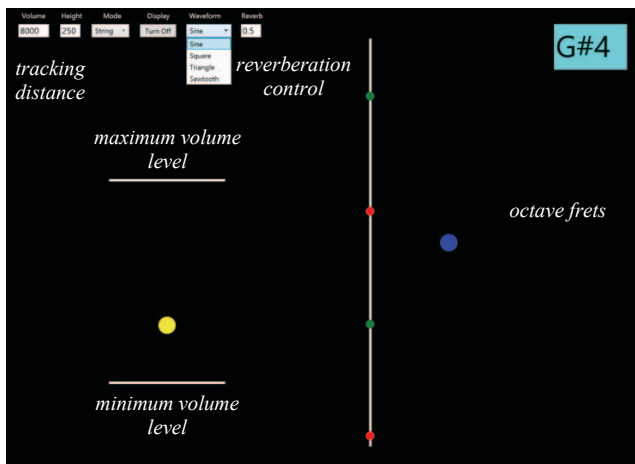 Volume Height Mode Display Waveform Reverb
8000 250 String Turn Off Sine 0.5
Sine
Square
Triangle
Sawtooth
G#4
tracking
distance
reverberation
control
maximum volume
level
octave frets
minimum volume
level